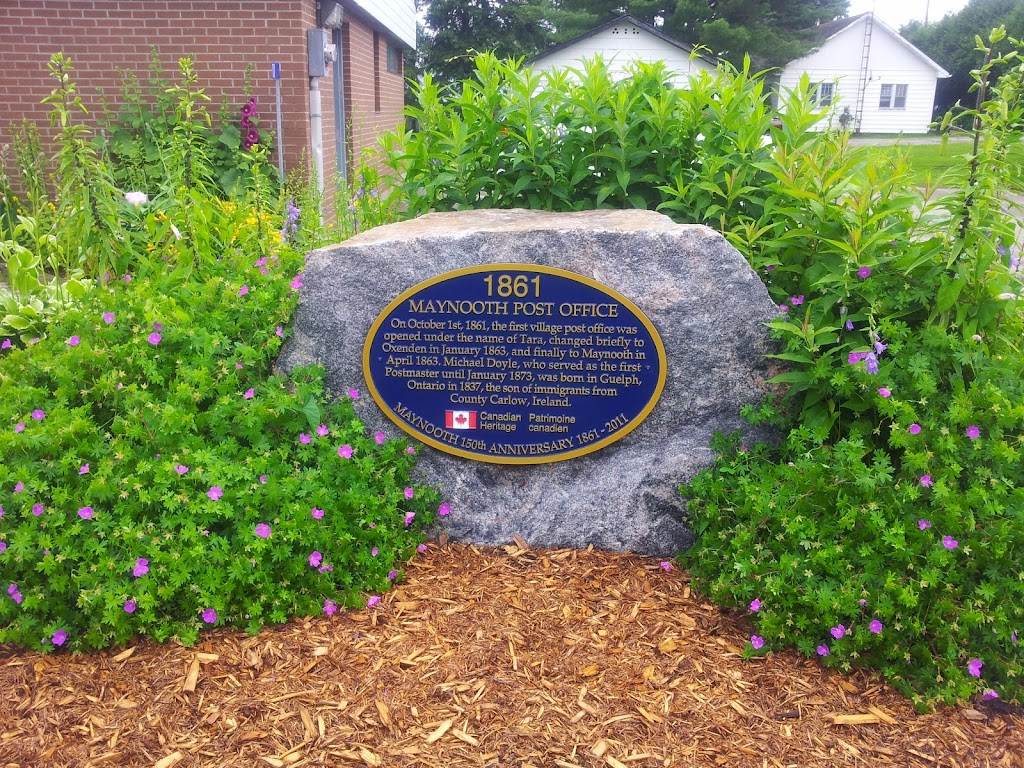 1861
MAYNOOTH POST OFFICE
On October 1st, 1861, the first village post office was
opened under the name of Tara, changed briefly to
Oxenden in January 1863, and finally to Maynooth in
April 1863. Michael Doyle, who served as the first
Postmaster until January 1873, was born in Guelph,
Ontario in 1837, the son of immigrants from
County Carlow, Ireland.
Canadian Patrimoine
Heritage canadien
MAYNOOTH 150th ANNIVERSARY 1861 - 2011